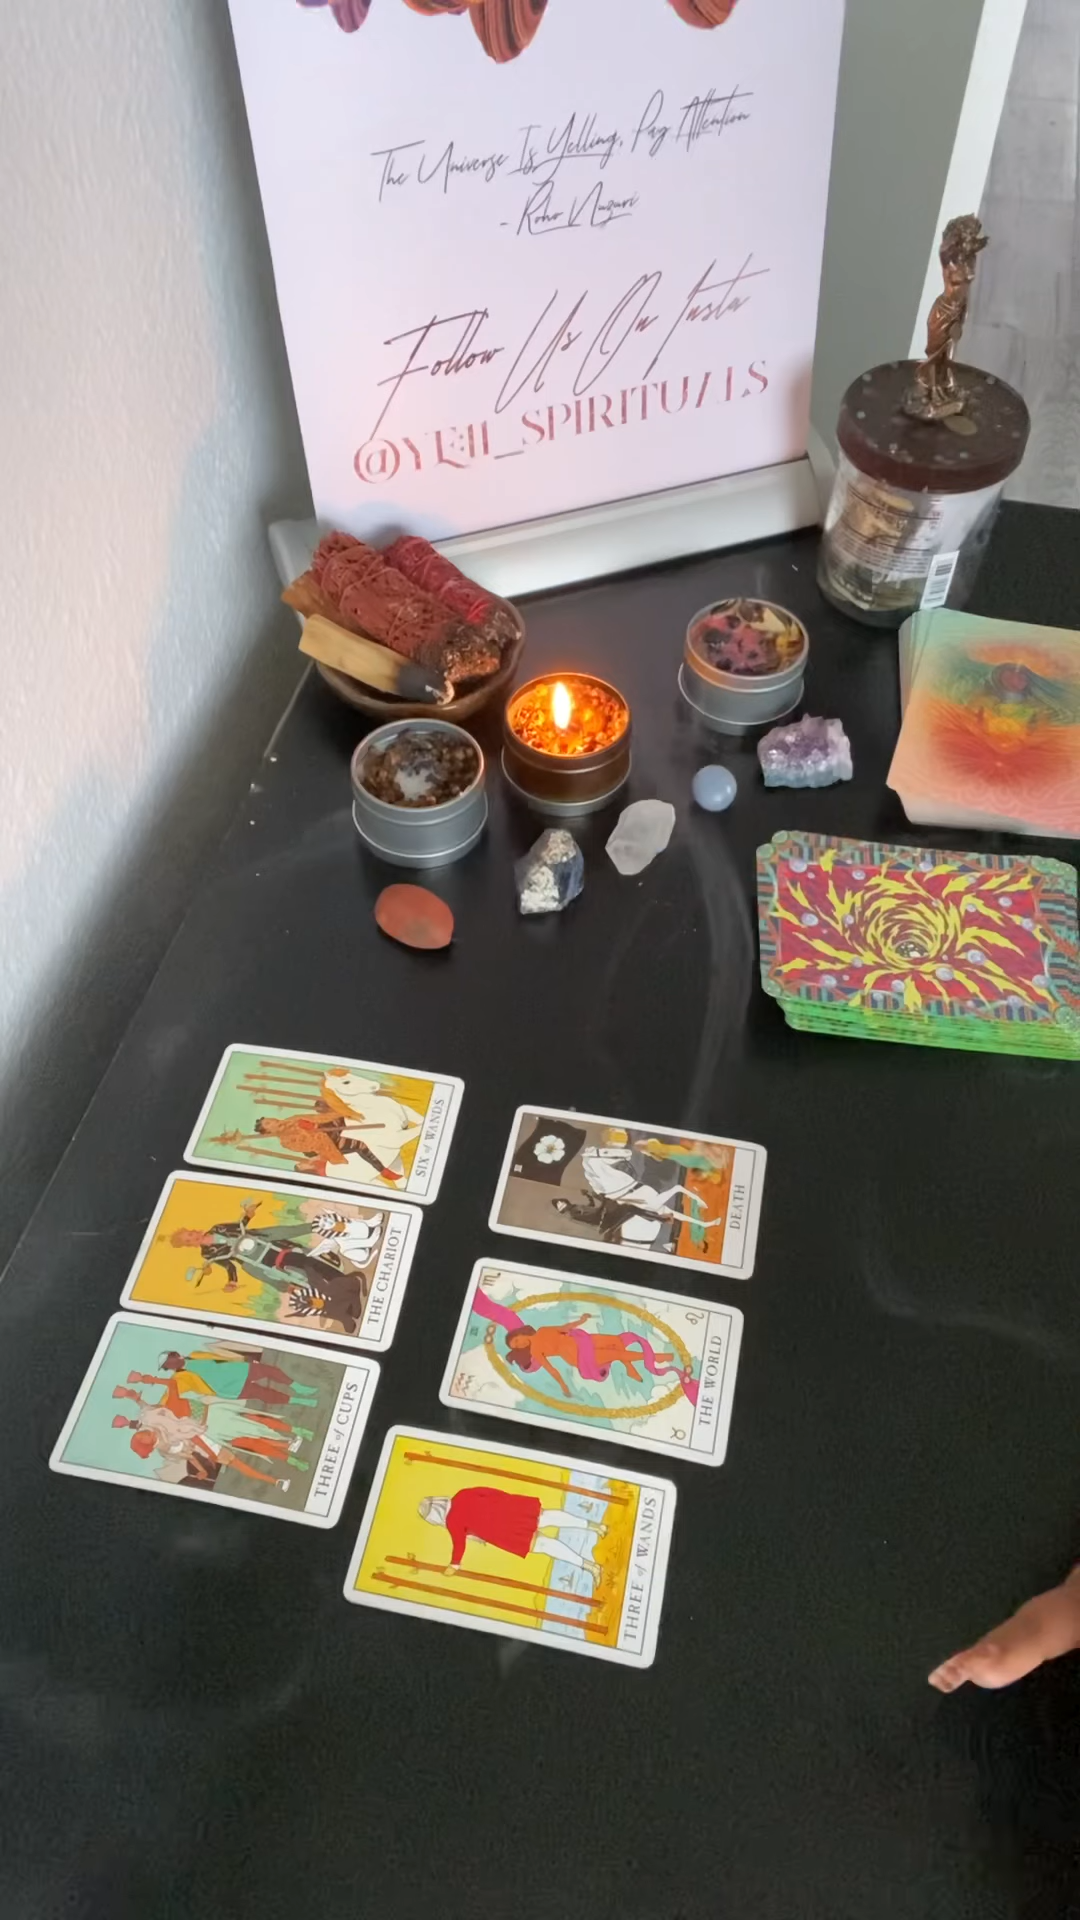 The Universe Is Yelling, Pay Attention
- Roho Nuguri
Follow Us On Insta
@YEII_SPIRITUALS
SIX of WANDS
DEATH
THE CHARIOT
THE WORLD
THREE of CUPS
THREE of WANDS